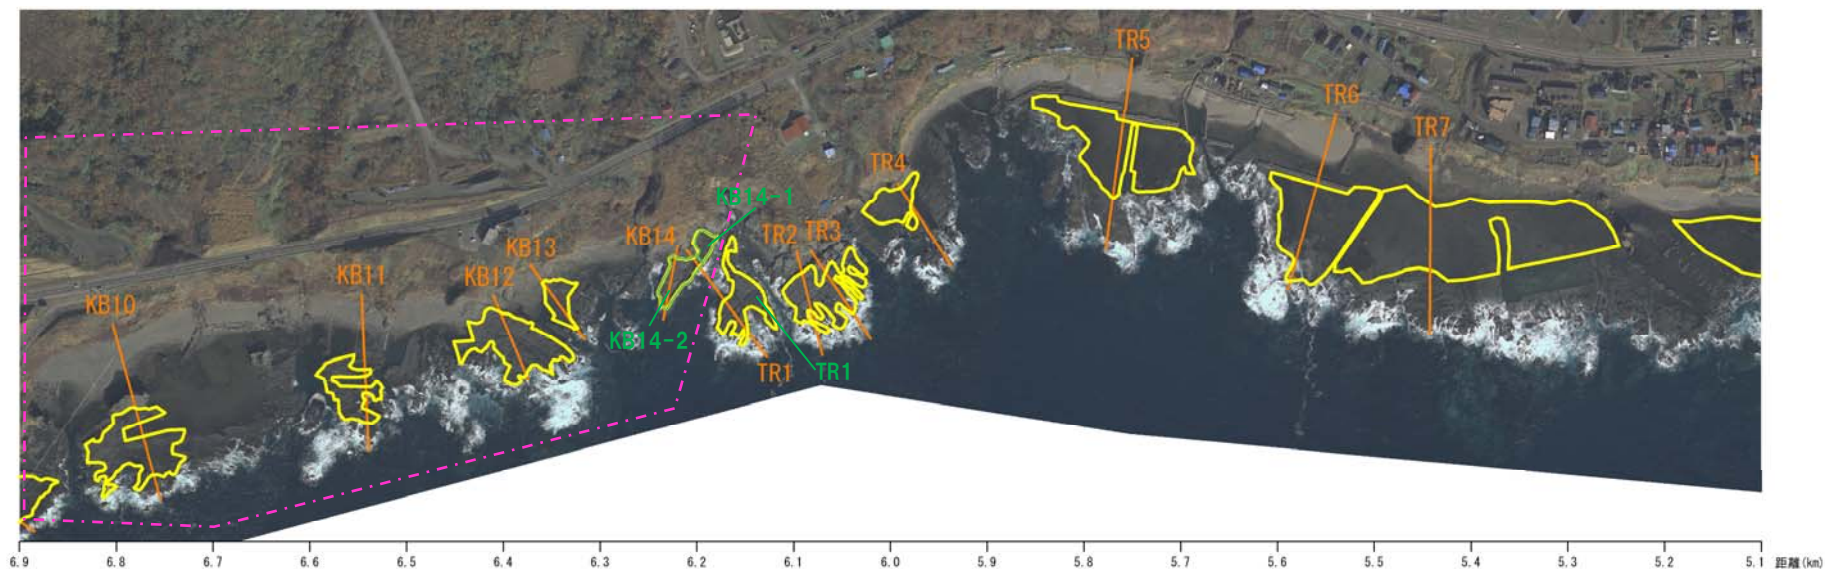 TR5
TR6
TR7
TR4
KB14-1
KB14
TR2
TR3
KB13
KB12
KB11
KB10
KB14-2
TR1
TR1
6.9
6.8
6.7
6.6
6.5
6.4
6.3
6.2
6.1
6.0
5.9
5.8
5.7
5.6
5.5
5.4
5.3
5.2
5.1
距離(km)